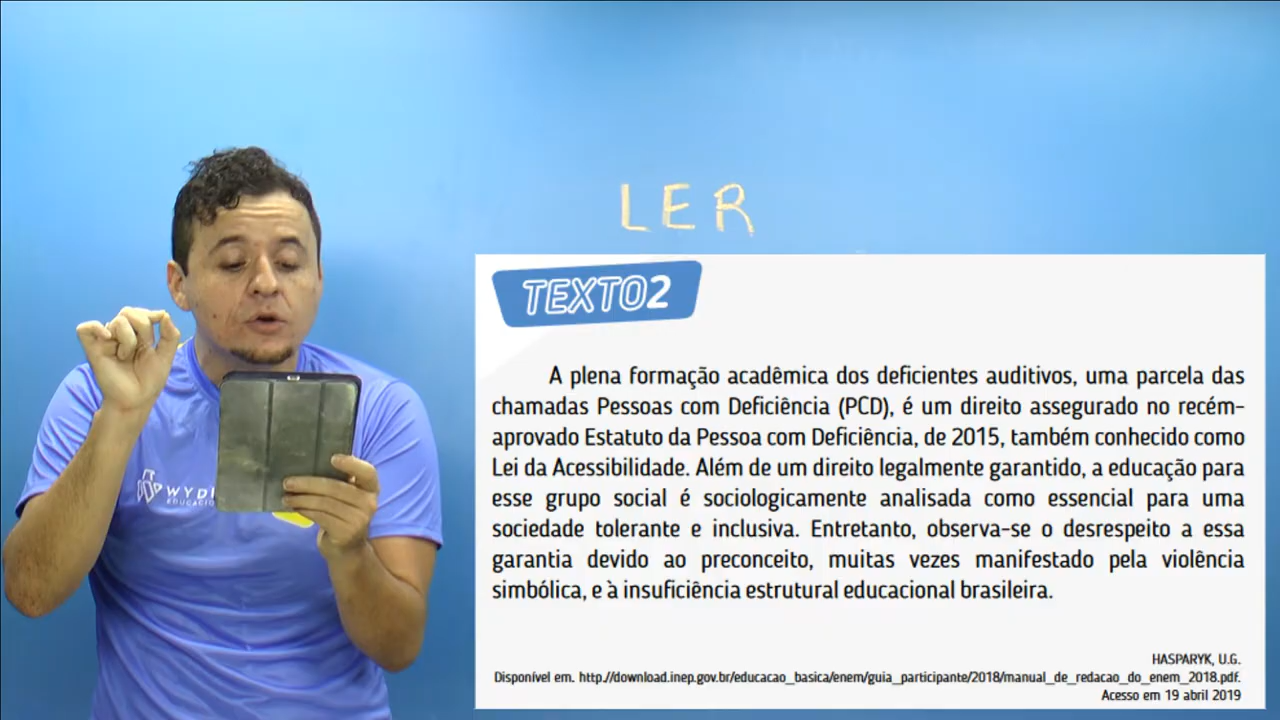 LER
TEXTO2
A plena formação acadêmica dos deficientes auditivos, uma parcela das
chamadas Pessoas com Deficiência (PCD), é um direito assegurado no recém-
aprovado Estatuto da Pessoa com Deficiência, de 2015, também conhecido como
Lei da Acessibilidade. Além de um direito legalmente garantido, a educação para
esse grupo social é sociologicamente analisada como essencial para uma
sociedade tolerante e inclusiva. Entretanto, observa-se o desrespeito a essa
garantia devido ao preconceito, muitas vezes manifestado pela violência
simbólica, e à insuficiência estrutural educacional brasileira.
HASPARYK, U.G.
Disponível em. http://download.inep.gov.br/educacao_basica/enem/guia_participante/2018/manual_de_redacao_do_enem_2018.pdf.
Acesso em 19 abril 2019